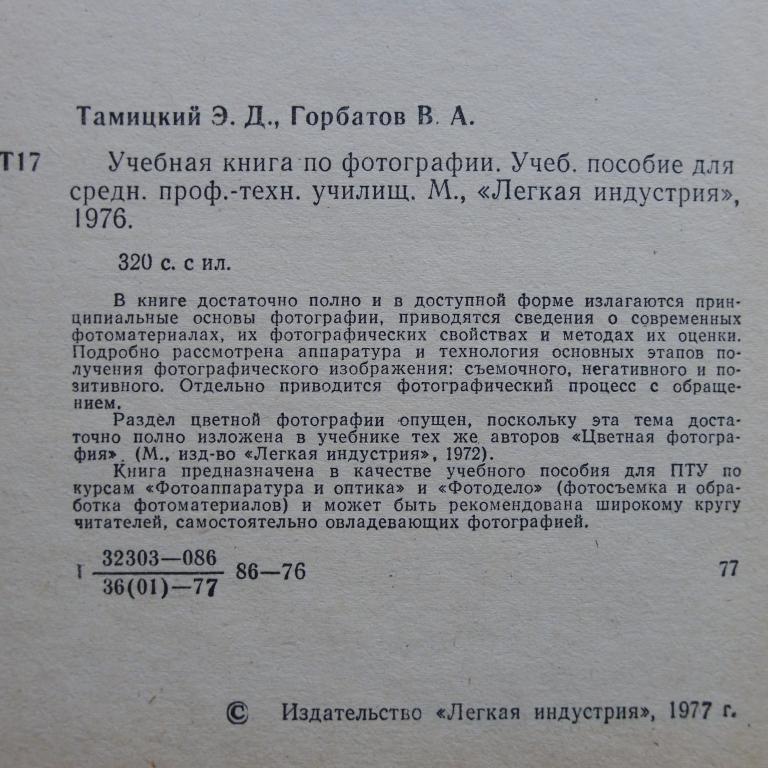 Тамицкий Э. Д., Горбатов В. А.
Т17 Учебная книга по фотографии. Учеб. пособие для
средн. проф.-техн. училищ. М., «Легкая индустрия»,
1976.
320 с. с ил.
В книге достаточно полно и в доступной форме излагаются прин-
ципиальные основы фотографии, приводятся сведения о современных
фотоматериалах, их фотографических свойствах и методах их оценки.
Подробно рассмотрена аппаратура и технология основных этапов по-
лучения фотографического изображения: съемочного, негативного и по-
зитивного. Отдельно приводится фотографический процесс с обраще-
нием.
Раздел цветной фотографии опущен, поскольку эта тема доста-
точно полно изложена в учебнике тех же авторов «Цветная фотогра-
фия». (М., изд-во «Легкая индустрия», 1972).
Книга предназначена в качестве учебного пособия для ПТУ по
курсам «Фотоаппаратура и оптика» и «Фотодело» (фотосъемка и обра-
ботка фотоматериалов) и может быть рекомендована широкому кругу
читателей, самостоятельно овладевающих фотографией.
32303—086
36(01)—77 86—76 77
© Издательство «Легкая индустрия», 1977 г.